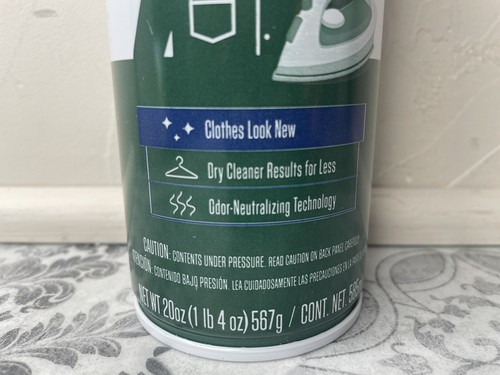 Clothes Look New
Dry Cleaner Results for Less
Odor-Neutralizing Technology
CAUTION: CONTENTS UNDER PRESSURE. READ CAUTION ON BACK PANEL CAREFULLY.
ATENCIÓN: CONTENIDO BAJO PRESIÓN. LEA CUIDADOSAMENTE LAS PRECAUCIONES EN LA
NET WT 20oz (1 lb 4 oz) 567g / CONT. NET.